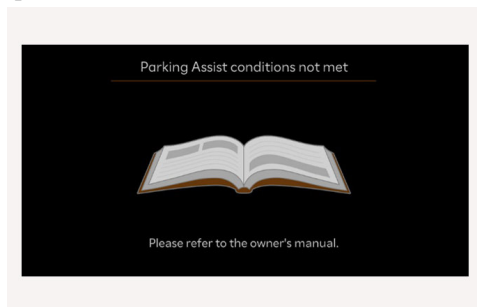 Parking Assist conditions not met
Please refer to the owner's manual.